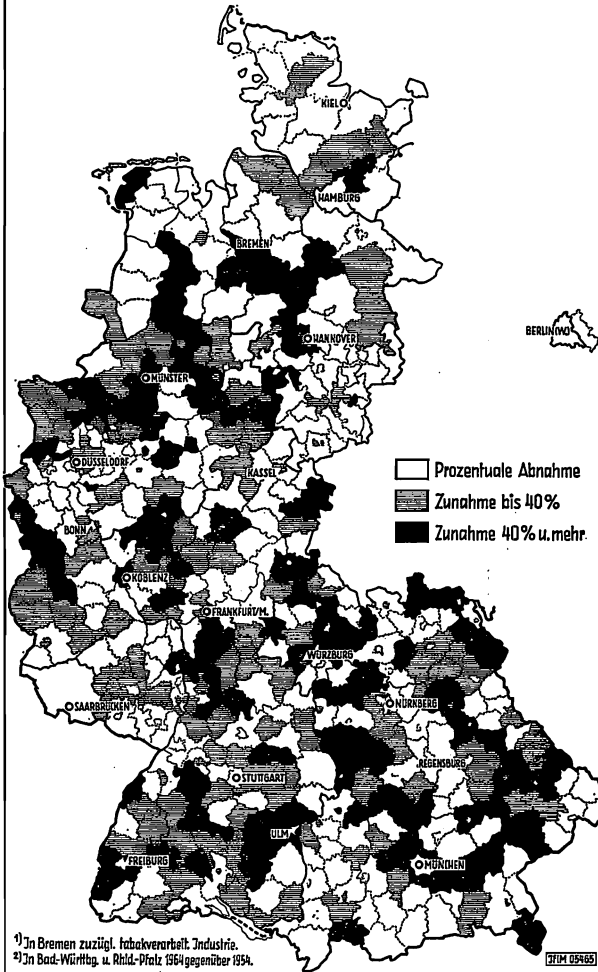 KIEL
HAMBURG
BREMEN
BERLIN(W)
HANNOVER
MÜNSTER
DÜSSELDORF
KASSEL
Prozentuale Abnahme
Zunahme bis 40%
Zunahme 40% u. mehr
BONN
KOBLENZ
FRANKFURT/M.
WÜRZBURG
SAARBRÜCKEN
NÜRNBERG
REGENSBURG
STUTTGART
ULM
FREIBURG
MÜNCHEN
1) In Bremen zuzügl. tabakverarbeit. Industrie.
2) In Bad.-Württbg. u. Rhld.-Pfalz 1964 gegenüber 1954.
JFIM 05465